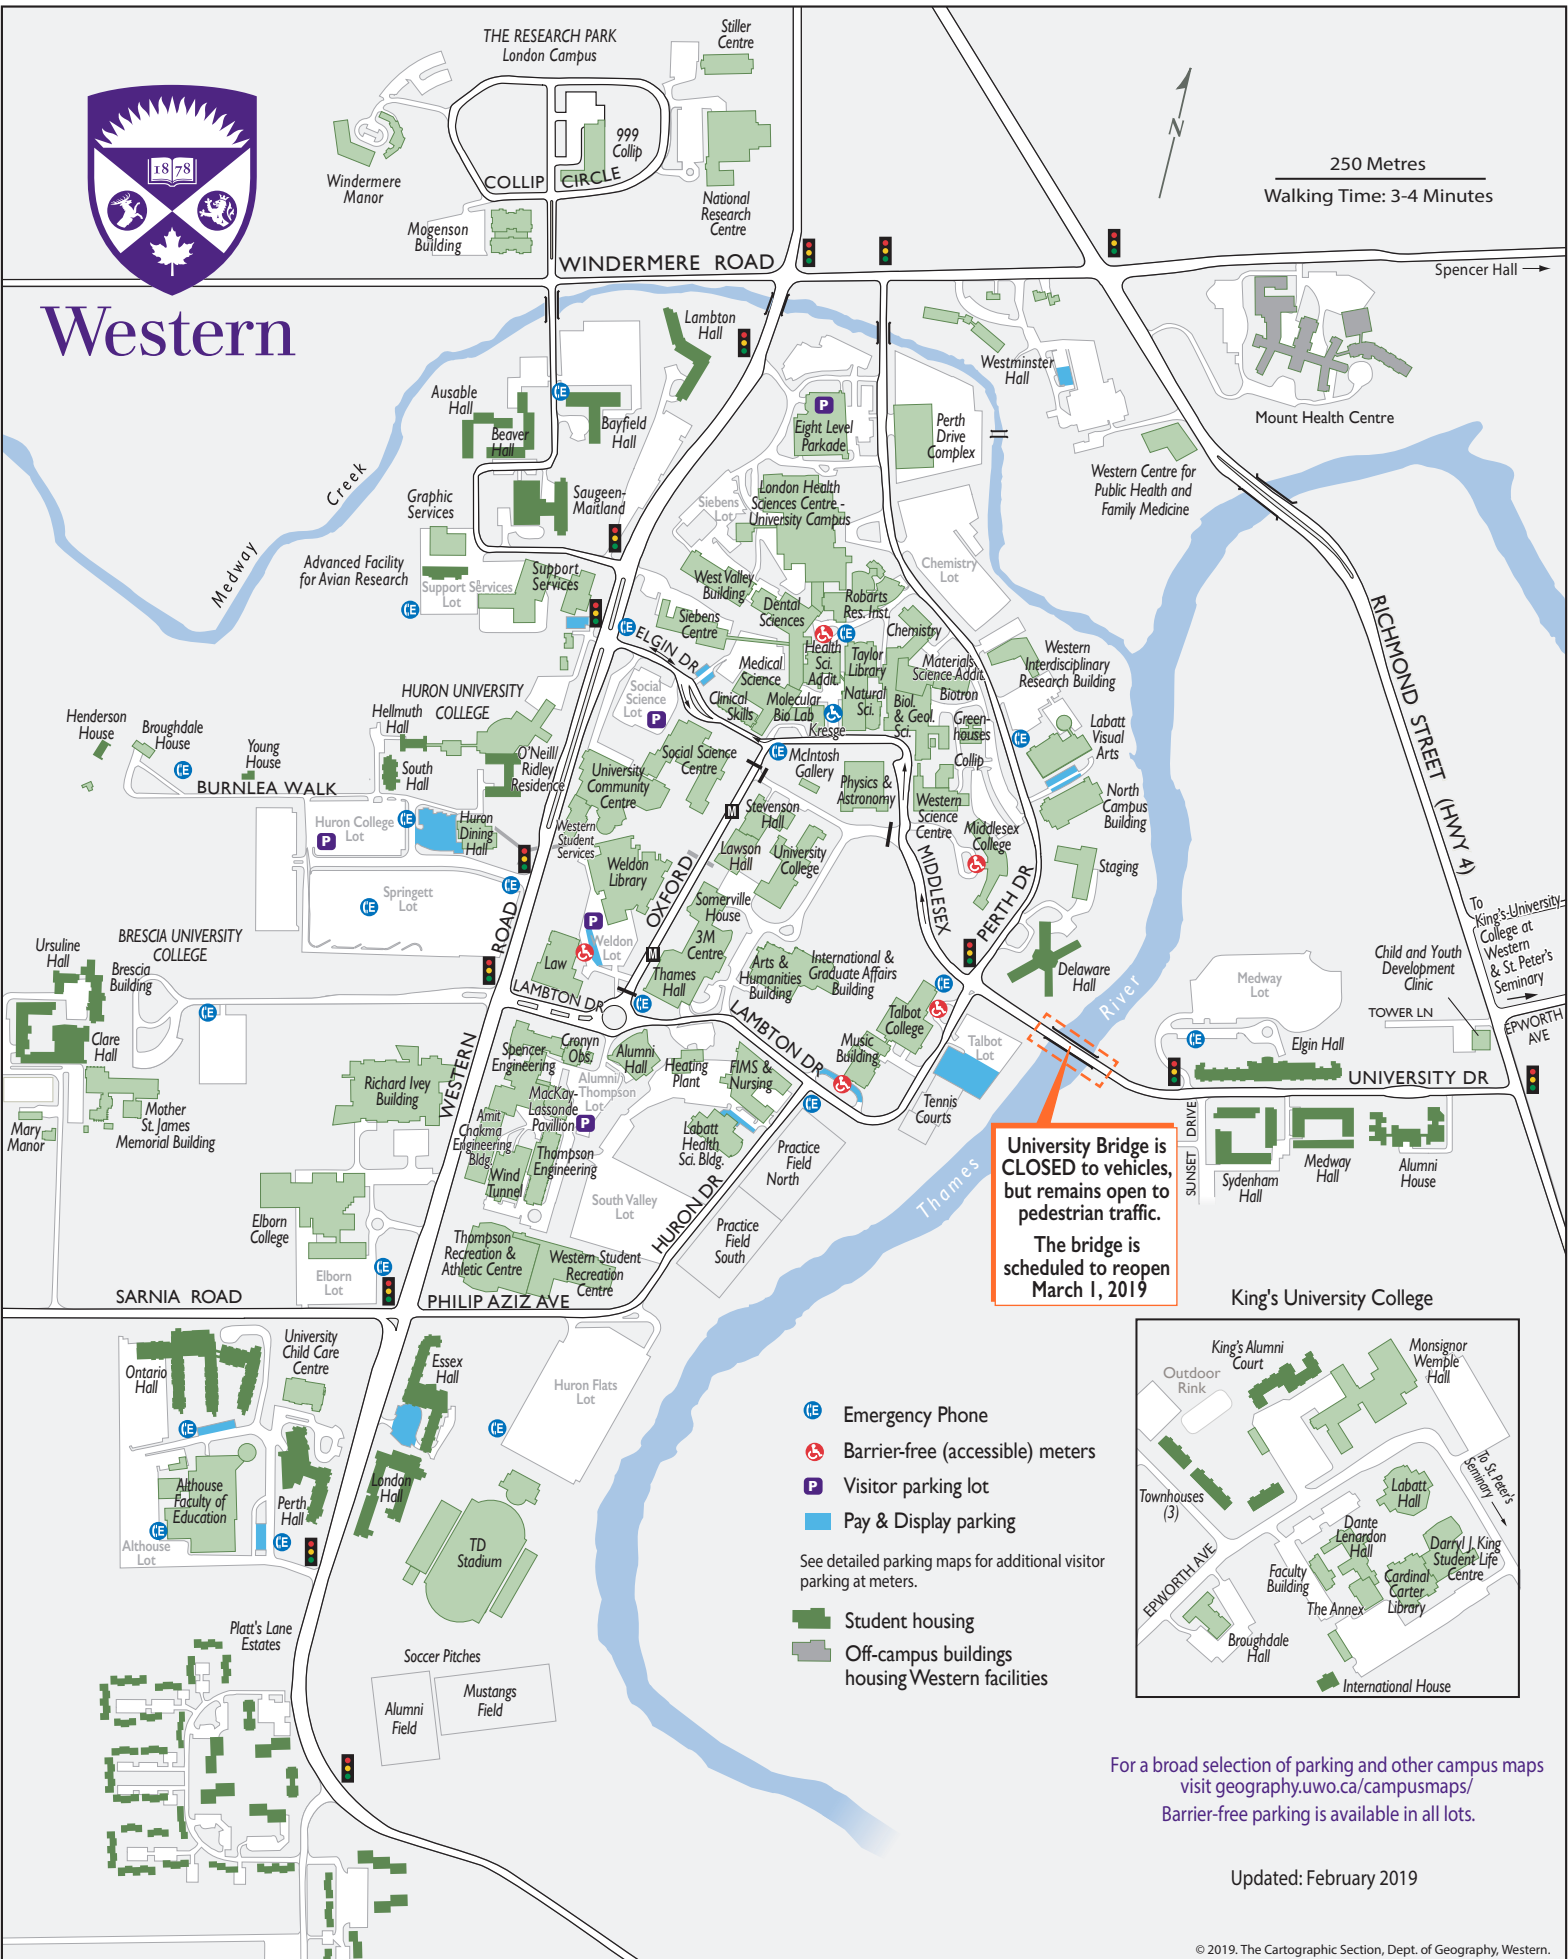 THE RESEARCH PARK
London Campus
Stiller
Centre
999
Collip
Windermere
Manor
COLLIP CIRCLE
National
Research
Centre
Mogenson
Building
1878
Western
N
250 Metres
Walking Time: 3-4 Minutes
WINDERMERE ROAD
Spencer Hall
Lambton
Hall
Westminster
Hall
Mount Health Centre
Ausable
Hall
Beaver
Hall
Bayfield
Hall
P
Eight Level
Parkade
Perth
Drive
Complex
Western Centre for
Public Health and
Family Medicine
Medway Creek
Graphic
Services
Saugeen-
Maitland
Siebens
Lot
London Health
Sciences Centre -
University Campus
Chemistry
Lot
Advanced Facility
for Avian Research
Support Services
Lot
Support
Services
West Valley
Building
Dental
Sciences
Robarts
Res. Inst.
Siebens
Centre
Chemistry
ELGIN DR
Health
Sci.
Addit.
Taylor
Library
Materials
Science Addit.
Western
Interdisciplinary
Research Building
Medical
Science
Biotron
Social
Science
Lot
P
Clinical
Skills
Molecular
Bio Lab
Natural
Sci.
Biol.
& Geol.
Sci.
Green-
houses
Kresge
Labatt
Visual
Arts
HURON UNIVERSITY
COLLEGE
Hellmuth
Hall
Henderson
House
Broughdale
House
Young
House
South
Hall
O'Neill/
Ridley
Residence
BURNLEA WALK
University
Community
Centre
Social Science
Centre
McIntosh
Gallery
Physics &
Astronomy
Collip
Western
Science
Centre
North
Campus
Building
Huron College
Lot
P
Huron
Dining
Hall
Western
Student
Services
M
Stevenson
Hall
Lawson
Hall
University
College
Middlesex
College
Weldon
Library
OXFORD
MIDDLESEX
PERTH DR
Staging
Springett
Lot
Somerville
House
RICHMOND STREET (HWY 4)
To
King's University
College at
Western
& St. Peter's
Seminary
BRESCIA UNIVERSITY
COLLEGE
Ursuline
Hall
Brescia
Building
P
Weldon
Lot
M
3M
Centre
Law
Thames
Hall
Arts &
Humanities
Building
International &
Graduate Affairs
Building
Delaware
Hall
Child and Youth
Development
Clinic
Medway
Lot
TOWER LN
EPWORTH
AVE
LAMBTON DR
LAMBTON DR
Talbot
College
Talbot
Lot
Thames River
Elgin Hall
UNIVERSITY DR
Clare
Hall
Mother
St. James
Memorial Building
Mary
Manor
Richard Ivey
Building
WESTERN ROAD
Spencer
Engineering
Cronyn
Obs.
Alumni
Hall
Heating
Plant
FIMS &
Nursing
Music
Building
Alumni/
Thompson
Lot
P
MacKay-
Lassonde
Pavillion
Amit
Chakma
Engineering
Bldg.
Thompson
Engineering
Wind
Tunnel
Labatt
Health
Sci. Bldg.
Tennis
Courts
Practice
Field
North
South Valley
Lot
HURON DR
Practice
Field
South
University Bridge is
CLOSED to vehicles,
but remains open to
pedestrian traffic.
The bridge is
scheduled to reopen
March 1, 2019
SUNSET DRIVE
Sydenham
Hall
Medway
Hall
Alumni
House
Elborn
College
Elborn
Lot
Thompson
Recreation &
Athletic Centre
Western Student
Recreation
Centre
SARNIA ROAD
PHILIP AZIZ AVE
Ontario
Hall
University
Child Care
Centre
Essex
Hall
Huron Flats
Lot
Althouse
Faculty of
Education
Althouse
Lot
Perth
Hall
London
Hall
TD
Stadium
Platt's Lane
Estates
Soccer Pitches
Alumni
Field
Mustangs
Field
E Emergency Phone
Barrier-free (accessible) meters
P Visitor parking lot
Pay & Display parking
See detailed parking maps for additional visitor
parking at meters.
Student housing
Off-campus buildings
housing Western facilities
King's University College
King's Alumni
Court
Monsignor
Wemple
Hall
Outdoor
Rink
Townhouses
(3)
To St. Peter's
Seminary
Labatt
Hall
Dante
Lenardon
Hall
Darryl J. King
Student Life
Centre
Faculty
Building
Cardinal
Carter
Library
The Annex
EPWORTH AVE
Broughdale
Hall
International House
For a broad selection of parking and other campus maps
visit geography.uwo.ca/campusmaps/
Barrier-free parking is available in all lots.
Updated: February 2019
© 2019. The Cartographic Section, Dept. of Geography, Western.